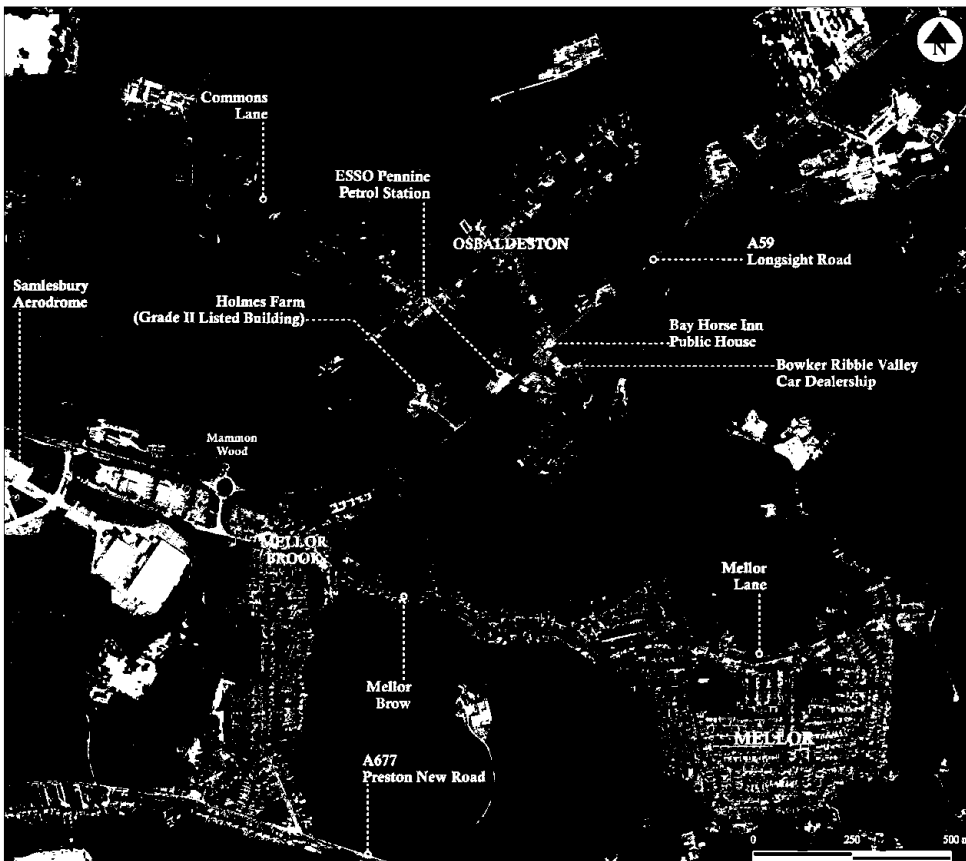 N
Commons
Lane
ESSO Pennine
Petrol Station
OSBALDESTON
A59
Longsight Road
Samlesbury
Aerodrome
Holmes Farm
(Grade II Listed Building)
Bay Horse Inn
Public House
Bowker Ribble Valley
Car Dealership
Mammon
Wood
MELLOR
BROOK
Mellor
Lane
Mellor
Brow
MELLOR
A677
Preston New Road
0 250 500 m